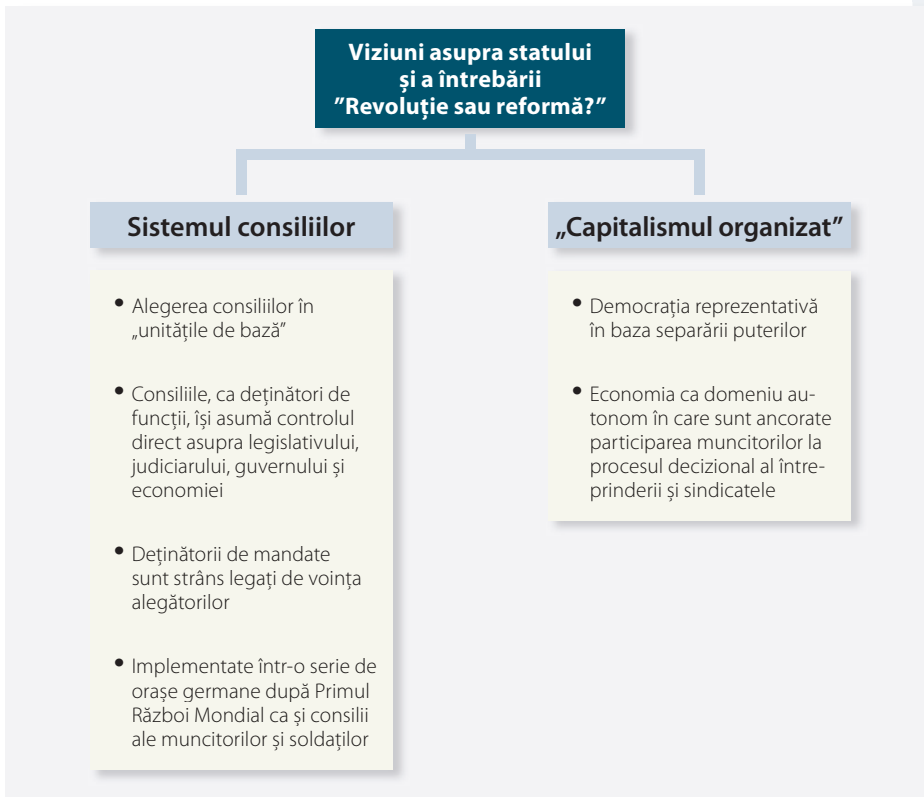 Viziuni asupra statului
și a întrebării
”Revoluție sau reformă?”
Sistemul consiliilor
• Alegerea consiliilor în
„unitățile de bază”
• Consiliile, ca deținători de
funcții, își asumă controlul
direct asupra legislativului,
judiciarului, guvernului și
economiei
• Deținătorii de mandate
sunt strâns legați de voința
alegătorilor
• Implementate într-o serie de
orașe germane după Primul
Război Mondial ca și consilii
ale muncitorilor și soldaților
„Capitalismul organizat”
• Democrația reprezentativă
în baza separării puterilor
• Economia ca domeniu au-
tonom în care sunt ancorate
participarea muncitorilor la
procesul decizional al între-
prinderii și sindicatele